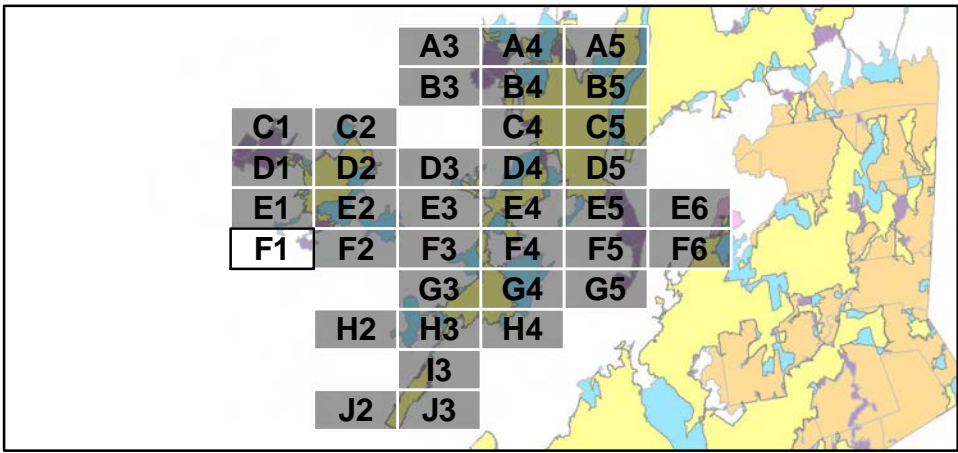 A3 A4 A5
B3 B4 B5
C1 C2 C4 C5
D1 D2 D3 D4 D5
E1 E2 E3 E4 E5 E6
F1 F2 F3 F4 F5 F6
G3 G4 G5
H2 H3 H4
I3
J2 J3